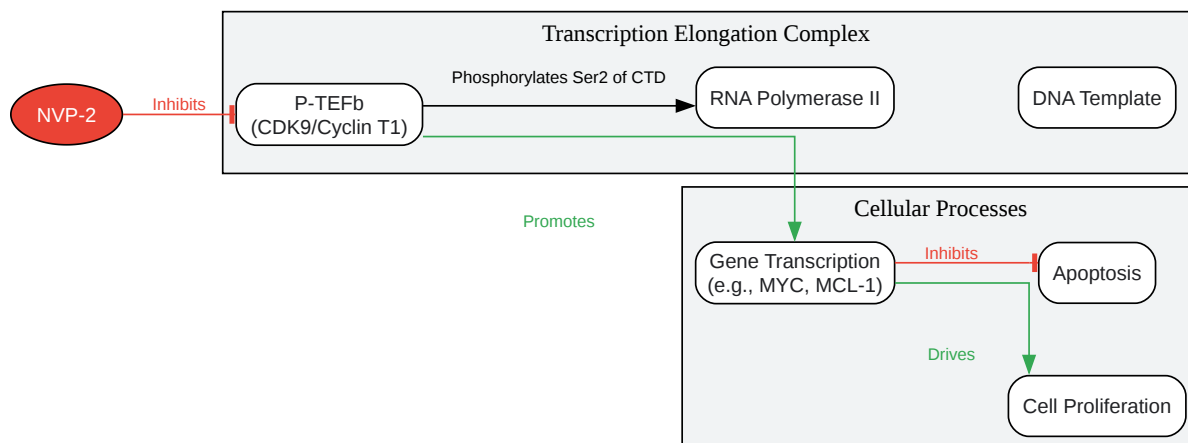 Transcription Elongation Complex
NVP-2
Inhibits
P-TEFb
(CDK9/Cyclin T1)
Phosphorylates Ser2 of CTD
RNA Polymerase II
DNA Template
Promotes
Cellular Processes
Gene Transcription
(e.g., MYC, MCL-1)
Inhibits
Apoptosis
Drives
Cell Proliferation